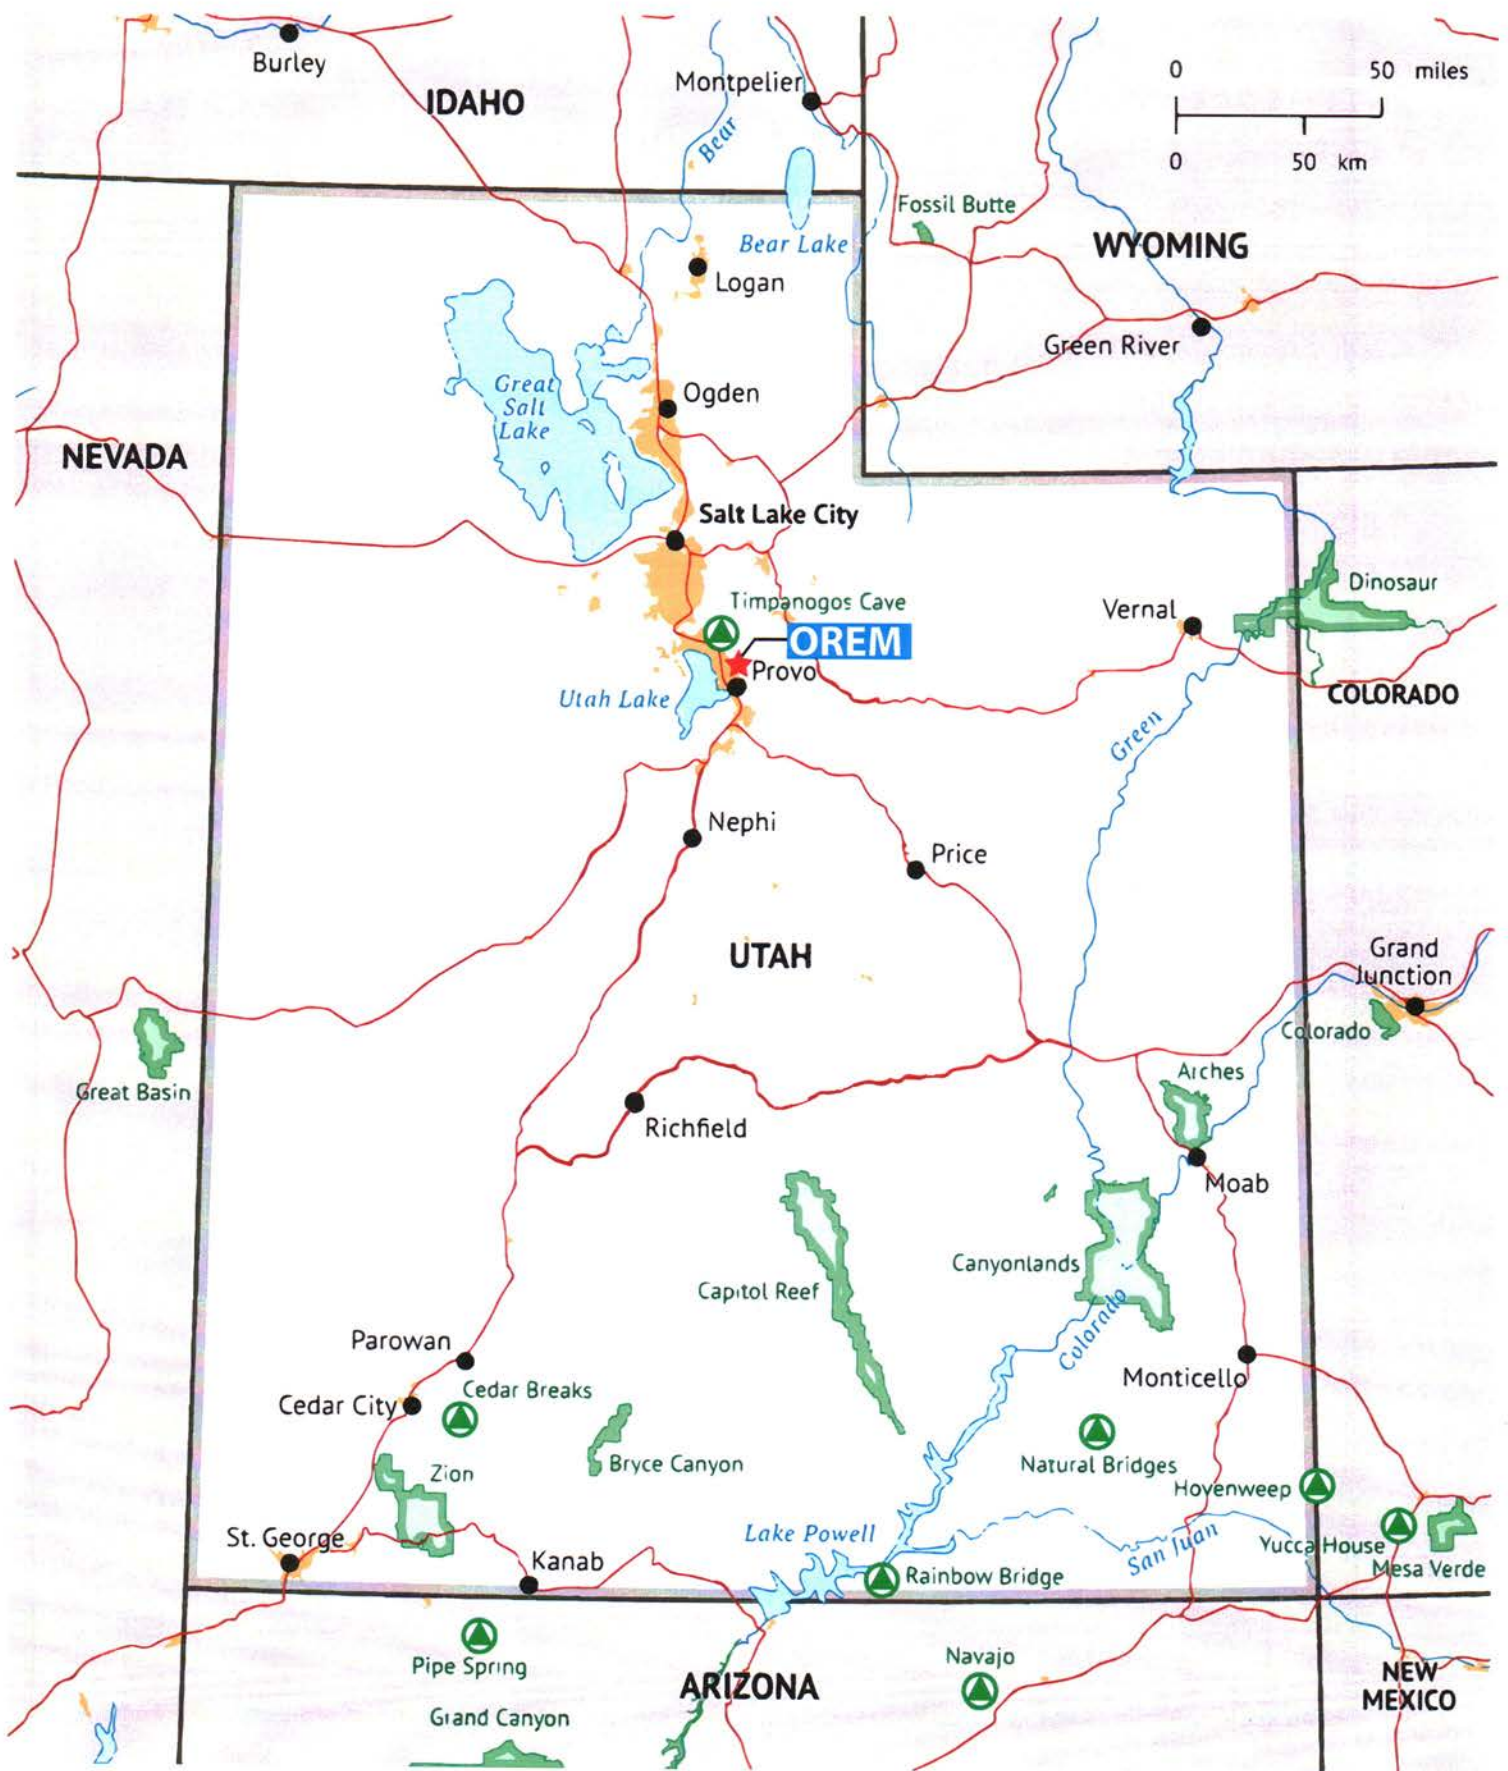 Burley
IDAHO
Montpelier
Bear
0 50 miles
0 50 km
Fossil Butte
WYOMING
Bear Lake
Logan
Green River
Great
Salt
Lake
Ogden
NEVADA
Salt Lake City
Dinosaur
Timpanogos Cave
Vernal
OREM
Provo
Utah Lake
COLORADO
Green
Nephi
Price
UTAH
Grand
Junction
Colorado
Great Basin
Arches
Richfield
Moab
Canyonlands
Capitol Reef
Colorado
Parowan
Monticello
Cedar Breaks
Cedar City
Bryce Canyon
Natural Bridges
Zion
Hovenweep
Lake Powell
St. George
San Juan
Yucca House
Kanab
Rainbow Bridge
Mesa Verde
Pipe Spring
Navajo
ARIZONA
NEW
MEXICO
Grand Canyon